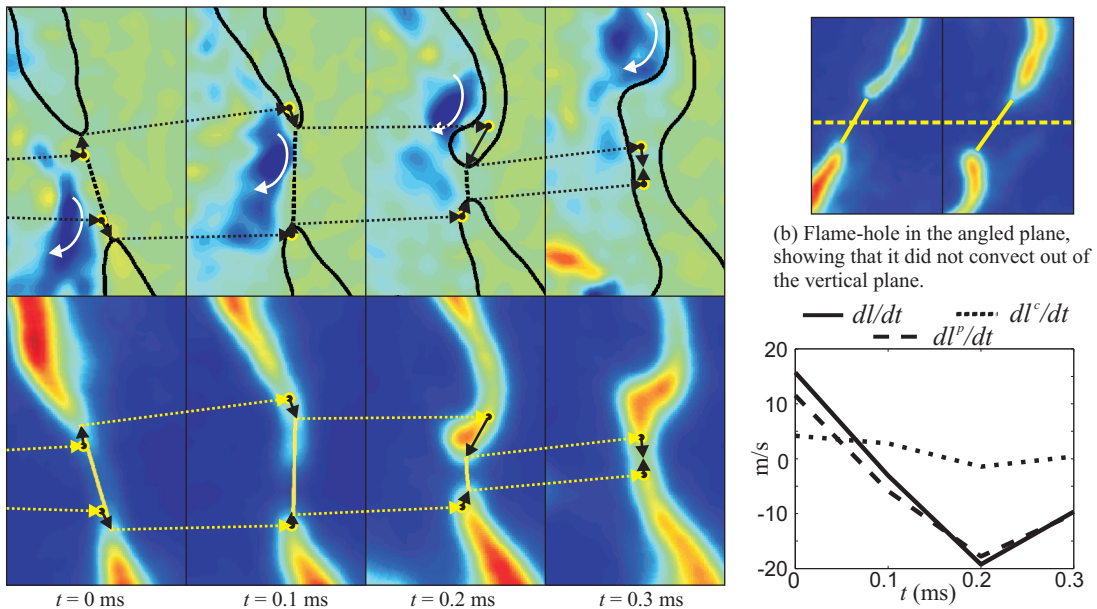 t = 0 ms
t = 0.1 ms
t = 0.2 ms
t = 0.3 ms
(b) Flame-hole in the angled plane,
showing that it did not convect out of
the vertical plane.
dl/dt
dlᶜ/dt
dlᵖ/dt
20
10
0
-10
-20
m/s
0
0.1
0.2
0.3
t (ms)